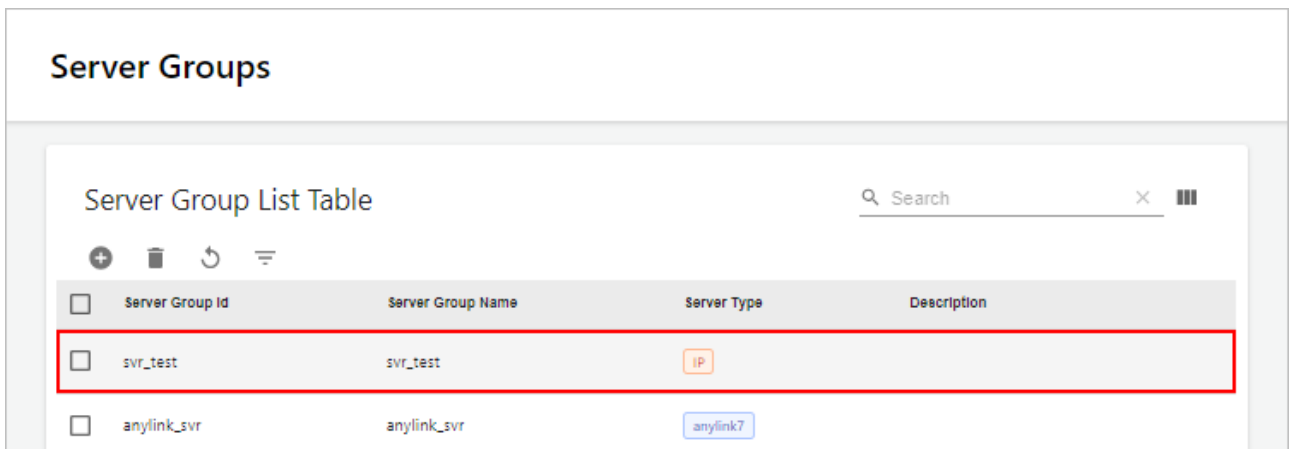 Server Groups
Server Group List Table
Search
Server Group Id Server Group Name Server Type Description
svr_test svr_test IP
anylink_svr anylink_svr anylink7